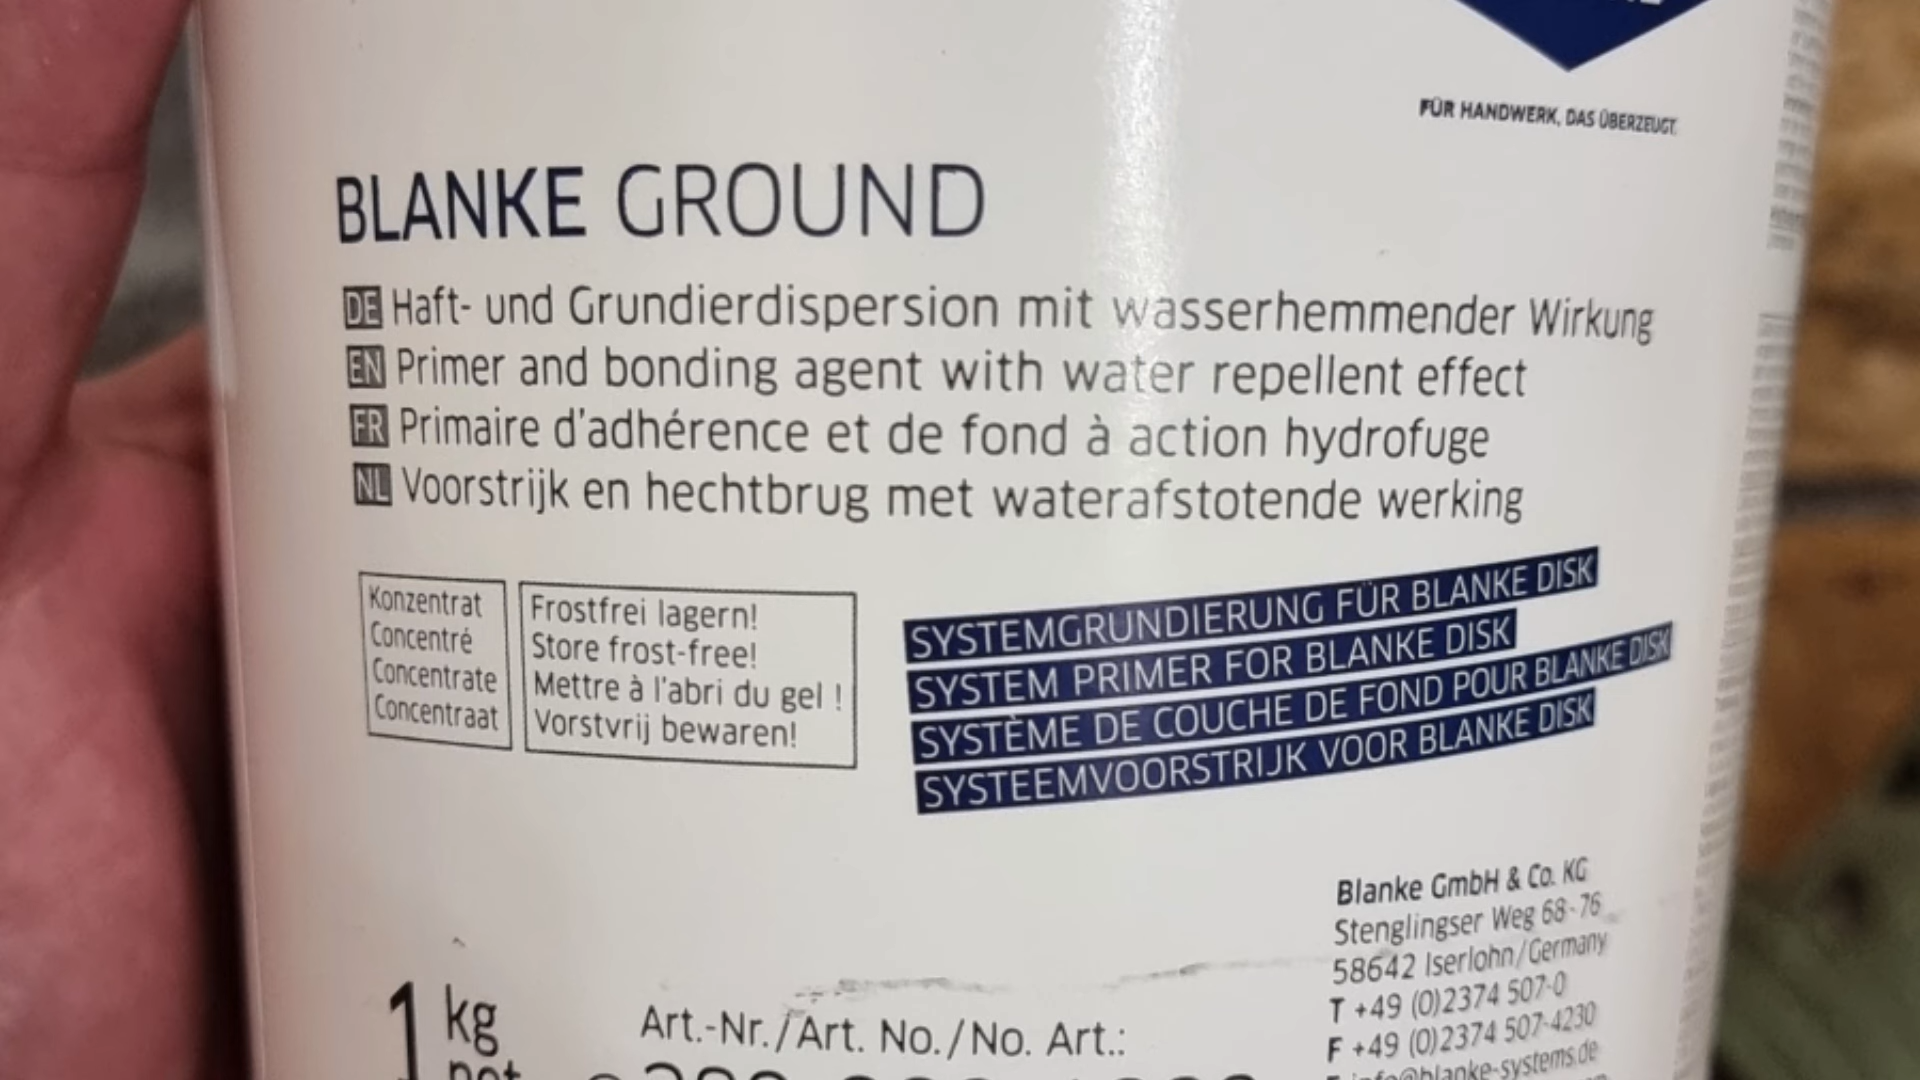 FÜR HANDWERK, DAS ÜBERZEUGT.
BLANKE GROUND
DE Haft- und Grundierdispersion mit wasserhemmender Wirkung
EN Primer and bonding agent with water repellent effect
FR Primaire d'adhérence et de fond à action hydrofuge
NL Voorstrijk en hechtbrug met waterafstotende werking
Konzentrat
Concentré
Concentrate
Concentraat
Frostfrei lagern!
Store frost-free!
Mettre à l'abri du gel !
Vorstvrij bewaren!
SYSTEMGRUNDIERUNG FÜR BLANKE DISK
SYSTEM PRIMER FOR BLANKE DISK
SYSTÈME DE COUCHE DE FOND POUR BLANKE DISK
SYSTEEMVOORSTRIJK VOOR BLANKE DISK
Blanke GmbH & Co. KG
Stenglingser Weg 68-76
58642 Iserlohn/Germany
T +49 (0)2374 507-0
F +49 (0)2374 507-4230
info@blanke-systems.de
1 kg
net
Art.-Nr./Art. No./No. Art.: